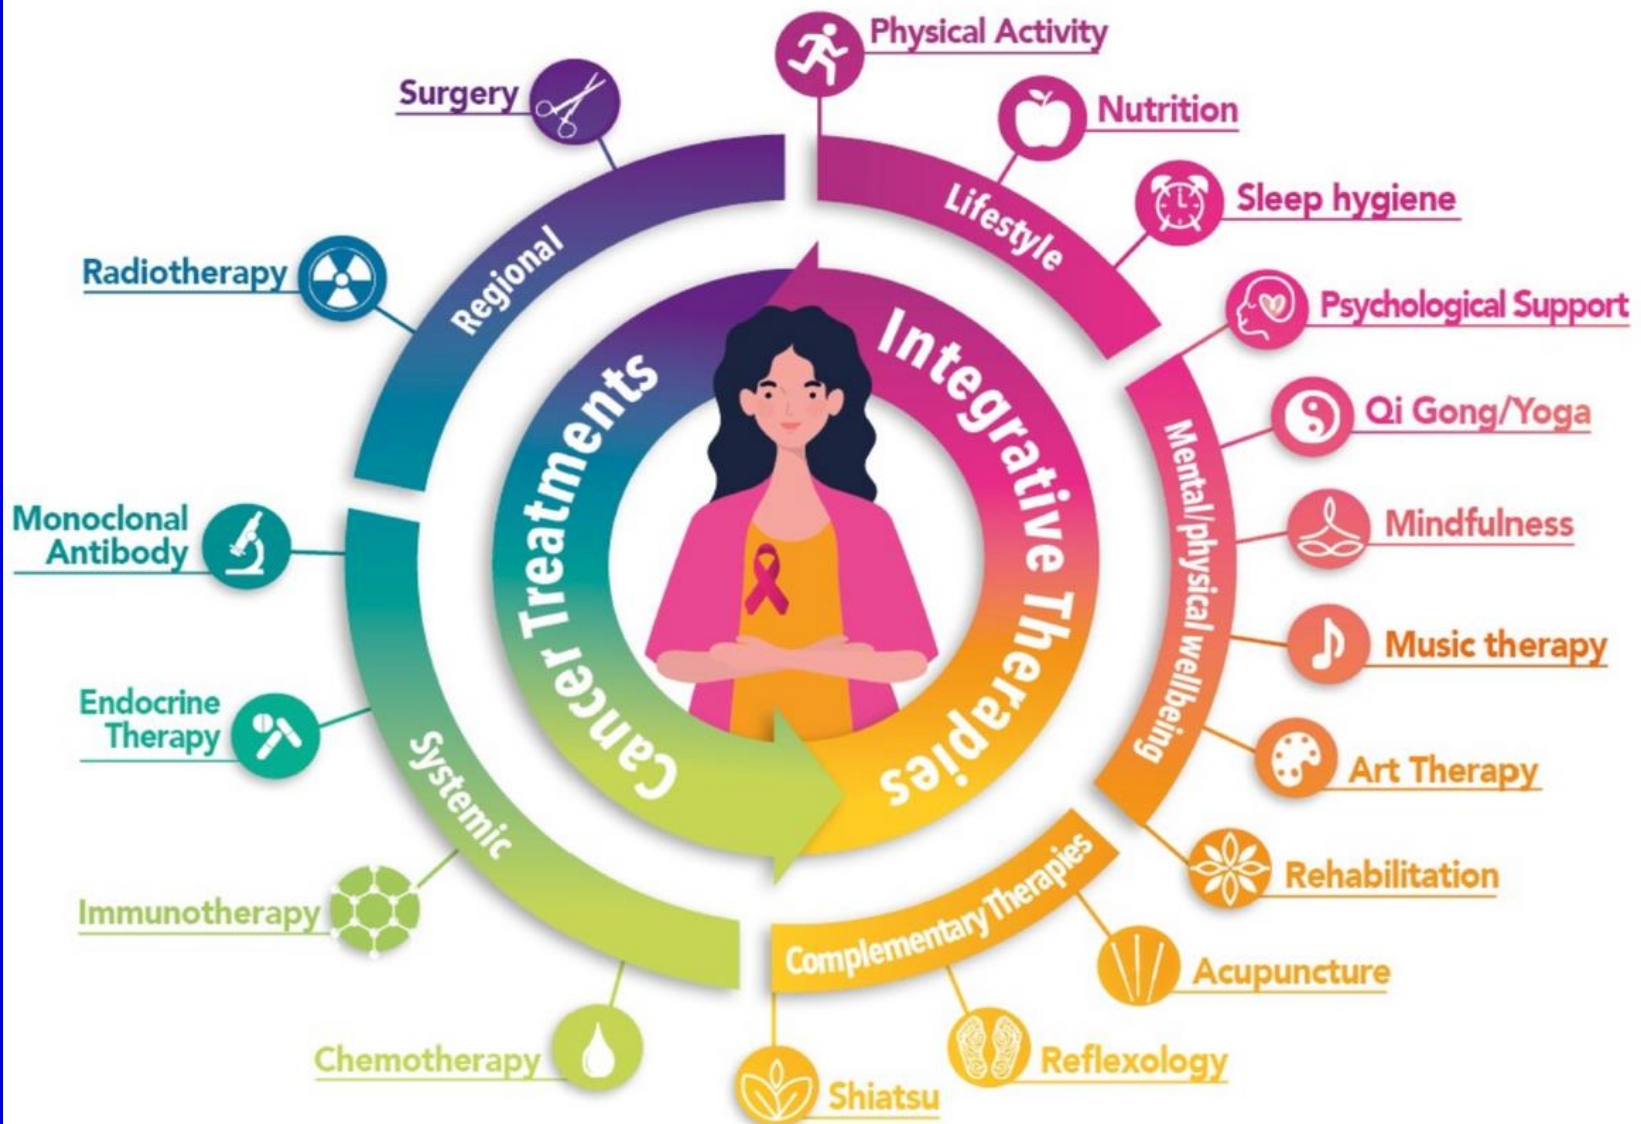 Physical Activity
Surgery
Nutrition
Sleep hygiene
Lifestyle
Radiotherapy
Regional
Psychological Support
Integrative Therapies
Cancer Treatments
Qi Gong/Yoga
Mental/physical wellbeing
Monoclonal
Antibody
Mindfulness
Music therapy
Endocrine
Therapy
Systemic
Art Therapy
Rehabilitation
Complementary Therapies
Immunotherapy
Acupuncture
Chemotherapy
Reflexology
Shiatsu